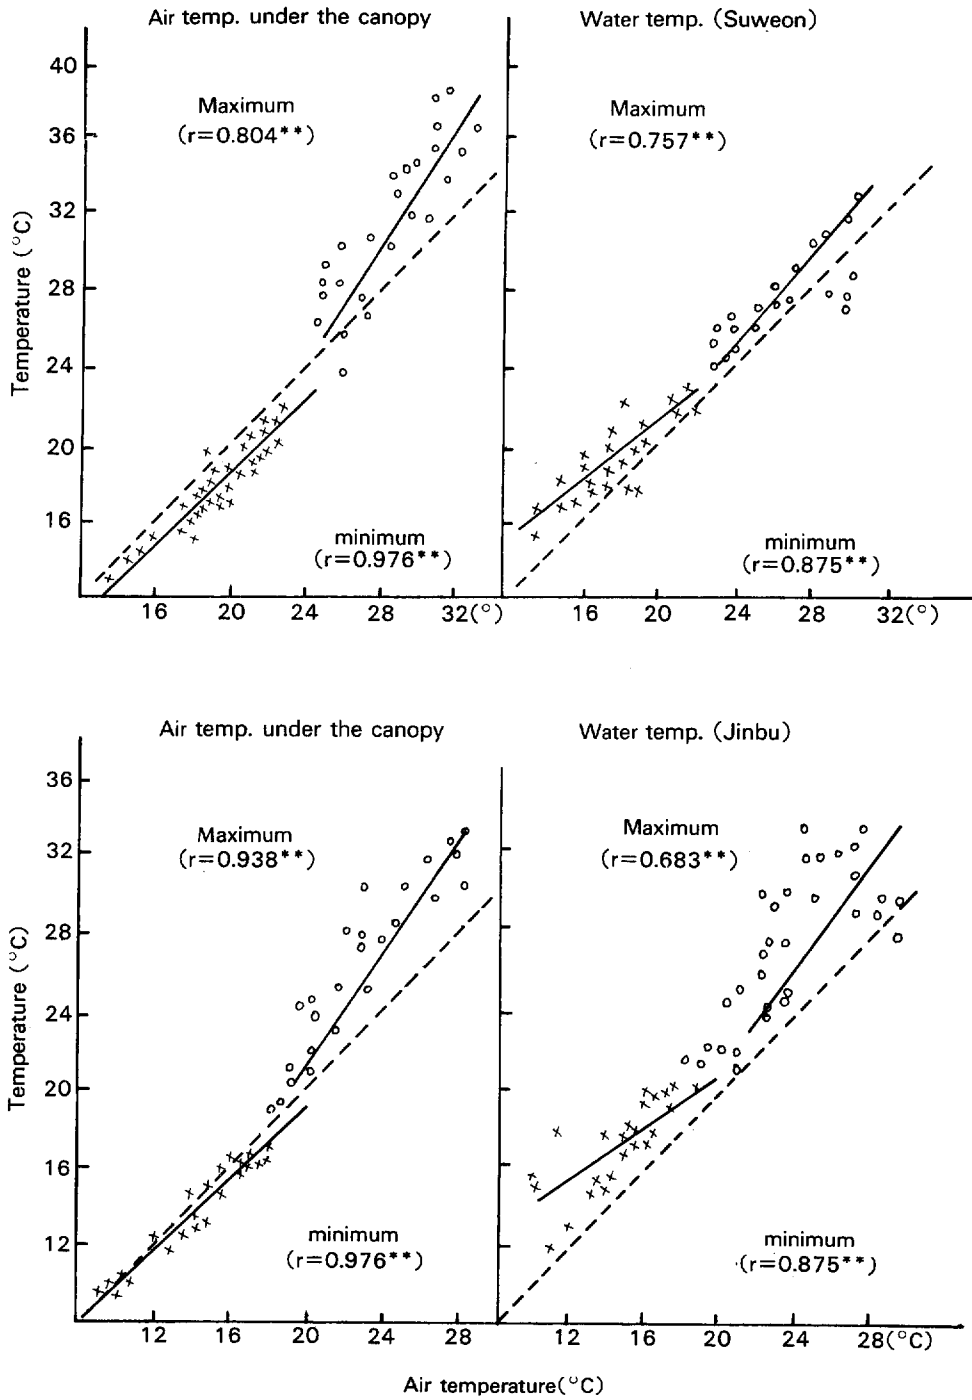 Air temp. under the canopy
Water temp. (Suweon)
40
36
32
28
24
20
16
Temperature (°C)
Maximum
(r=0.804**)
Maximum
(r=0.757**)
minimum
(r=0.976**)
minimum
(r=0.875**)
16 20 24 28 32(°)
16 20 24 28 32 (°)
Air temp. under the canopy
Water temp. (Jinbu)
36
32
28
24
20
16
12
Temperature (°C)
Maximum
(r=0.938**)
Maximum
(r=0.683**)
minimum
(r=0.976**)
minimum
(r=0.875**)
12 16 20 24 28
12 16 20 24 28(°C)
Air temperature(°C)